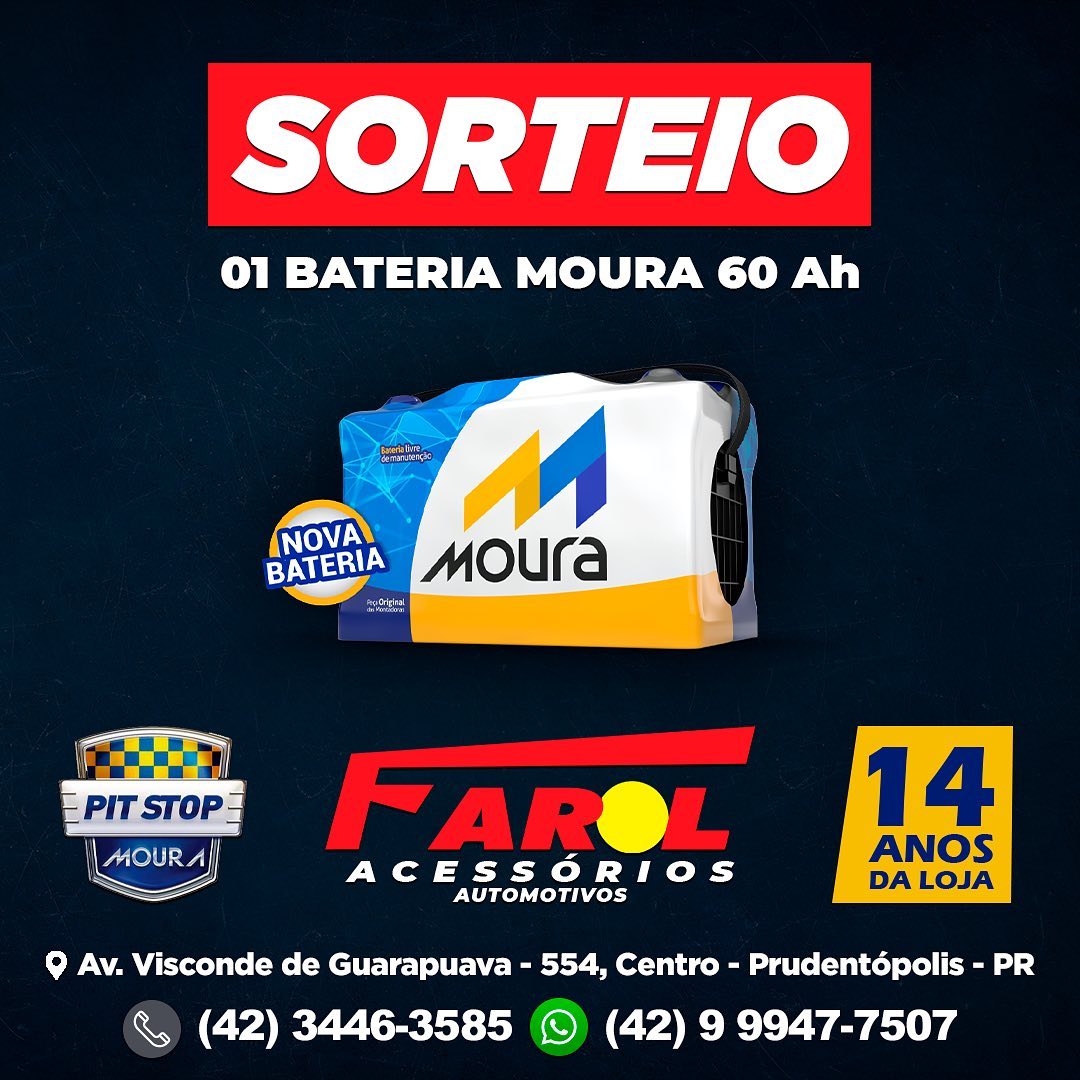 SORTEIO
01 BATERIA MOURA 60 Ah
Bateria livre
de manutenção
moura
NOVA
BATERIA
Peça Original
das Montadoras
PIT STOP
MOURA
FAROL
ACESSÓRIOS
AUTOMOTIVOS
14
ANOS
DA LOJA
Av. Visconde de Guarapuava - 554, Centro - Prudentópolis - PR
(42) 3446-3585 (42) 9 9947-7507